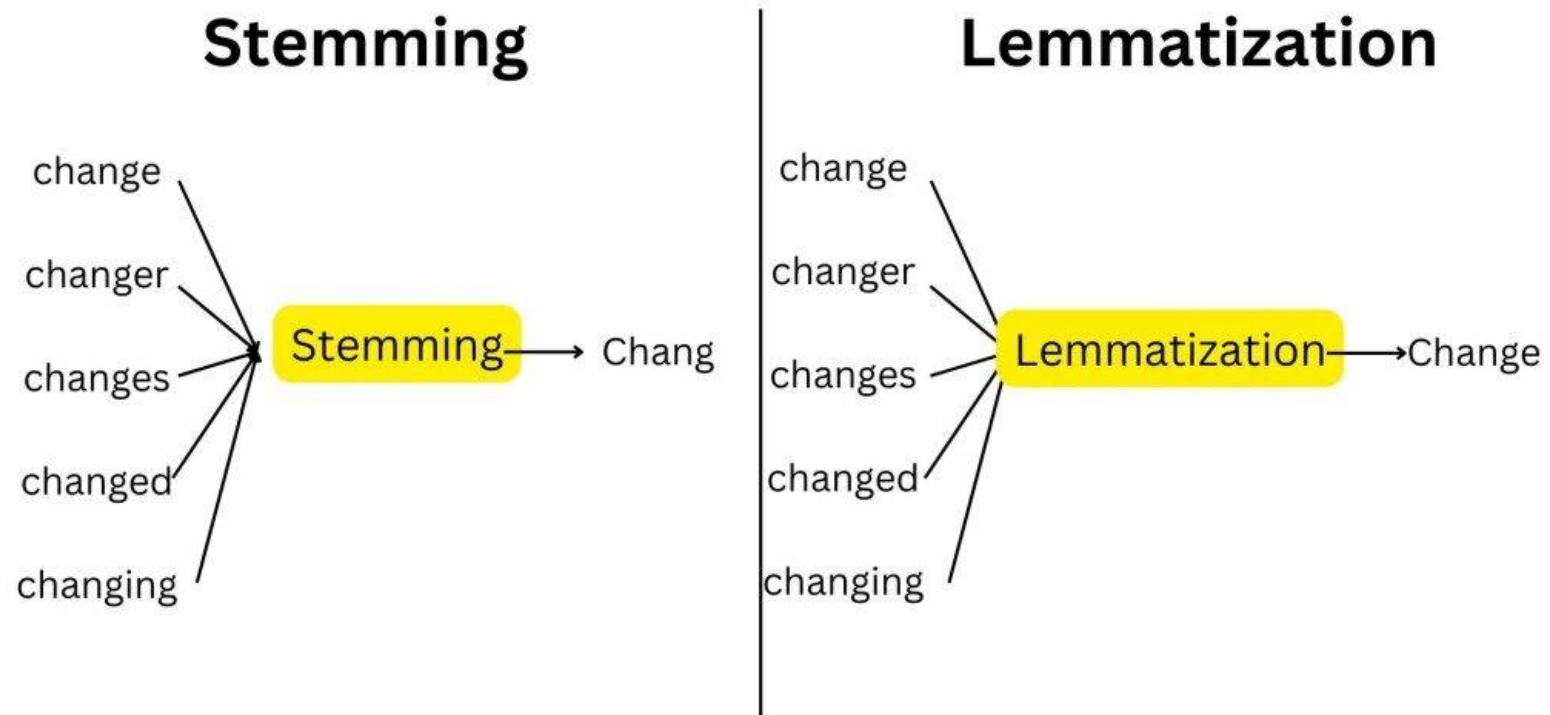 Stemming
change
changer
changes
changed
changing
Stemming
Chang
Lemmatization
change
changer
changes
changed
changing
Lemmatization
Change